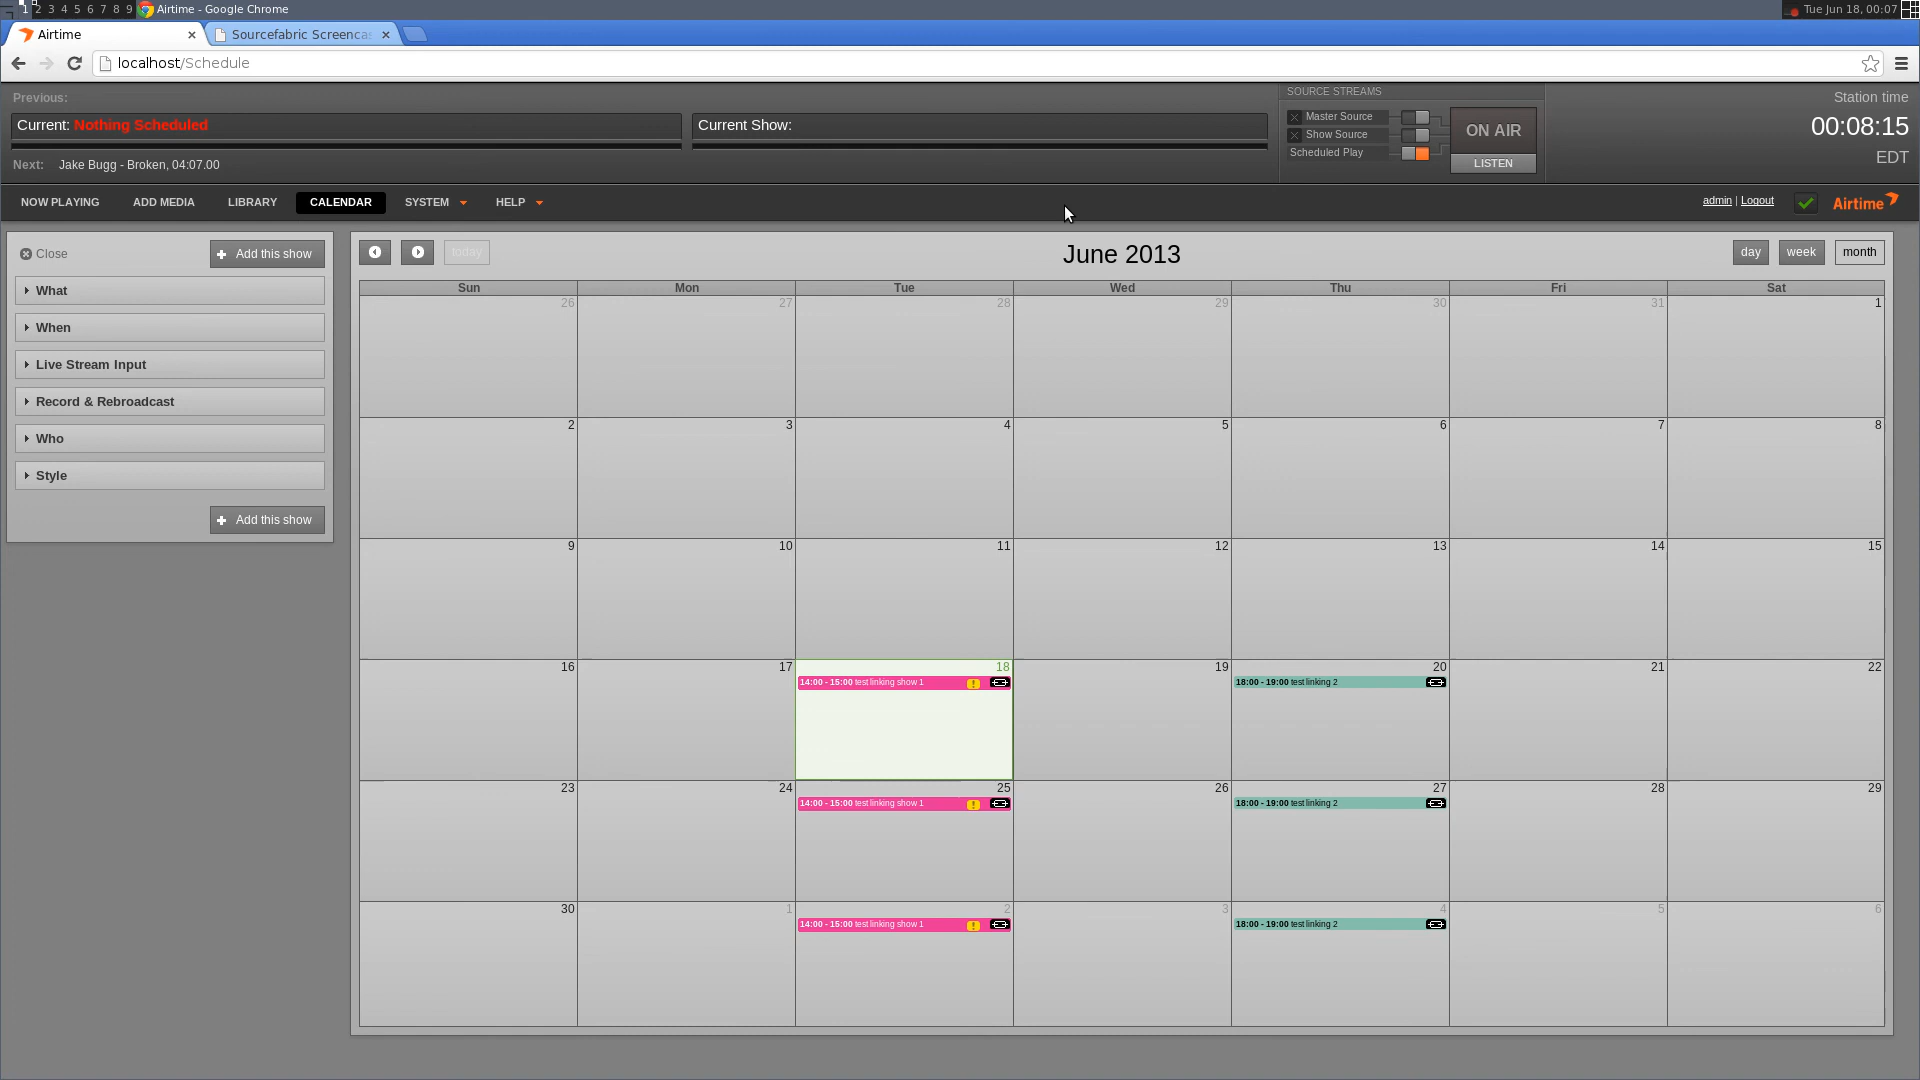 1 2 3 4 5 6 7 8 9 Airtime - Google Chrome Tue Jun 18, 00:07
Airtime Sourcefabric Screencas
localhost/Schedule
Previous:
Current: Nothing Scheduled
Next: Jake Bugg - Broken, 04:07.00
Current Show:
SOURCE STREAMS
Master Source
Show Source
Scheduled Play
ON AIR
LISTEN
Station time
00:08:15
EDT
NOW PLAYING ADD MEDIA LIBRARY CALENDAR SYSTEM HELP admin | Logout Airtime
Close Add this show
What
When
Live Stream Input
Record & Rebroadcast
Who
Style
Add this show
today June 2013 day week month
Sun Mon Tue Wed Thu Fri Sat
26 27 28 29 30 31 1
2 3 4 5 6 7 8
9 10 11 12 13 14 15
16 17 18 19 20 21 22
14:00 - 15:00 test linking show 1 ! 18:00 - 19:00 test linking 2
23 24 25 26 27 28 29
14:00 - 15:00 test linking show 1 ! 18:00 - 19:00 test linking 2
30 1 2 3 4 5 6
14:00 - 15:00 test linking show 1 ! 18:00 - 19:00 test linking 2